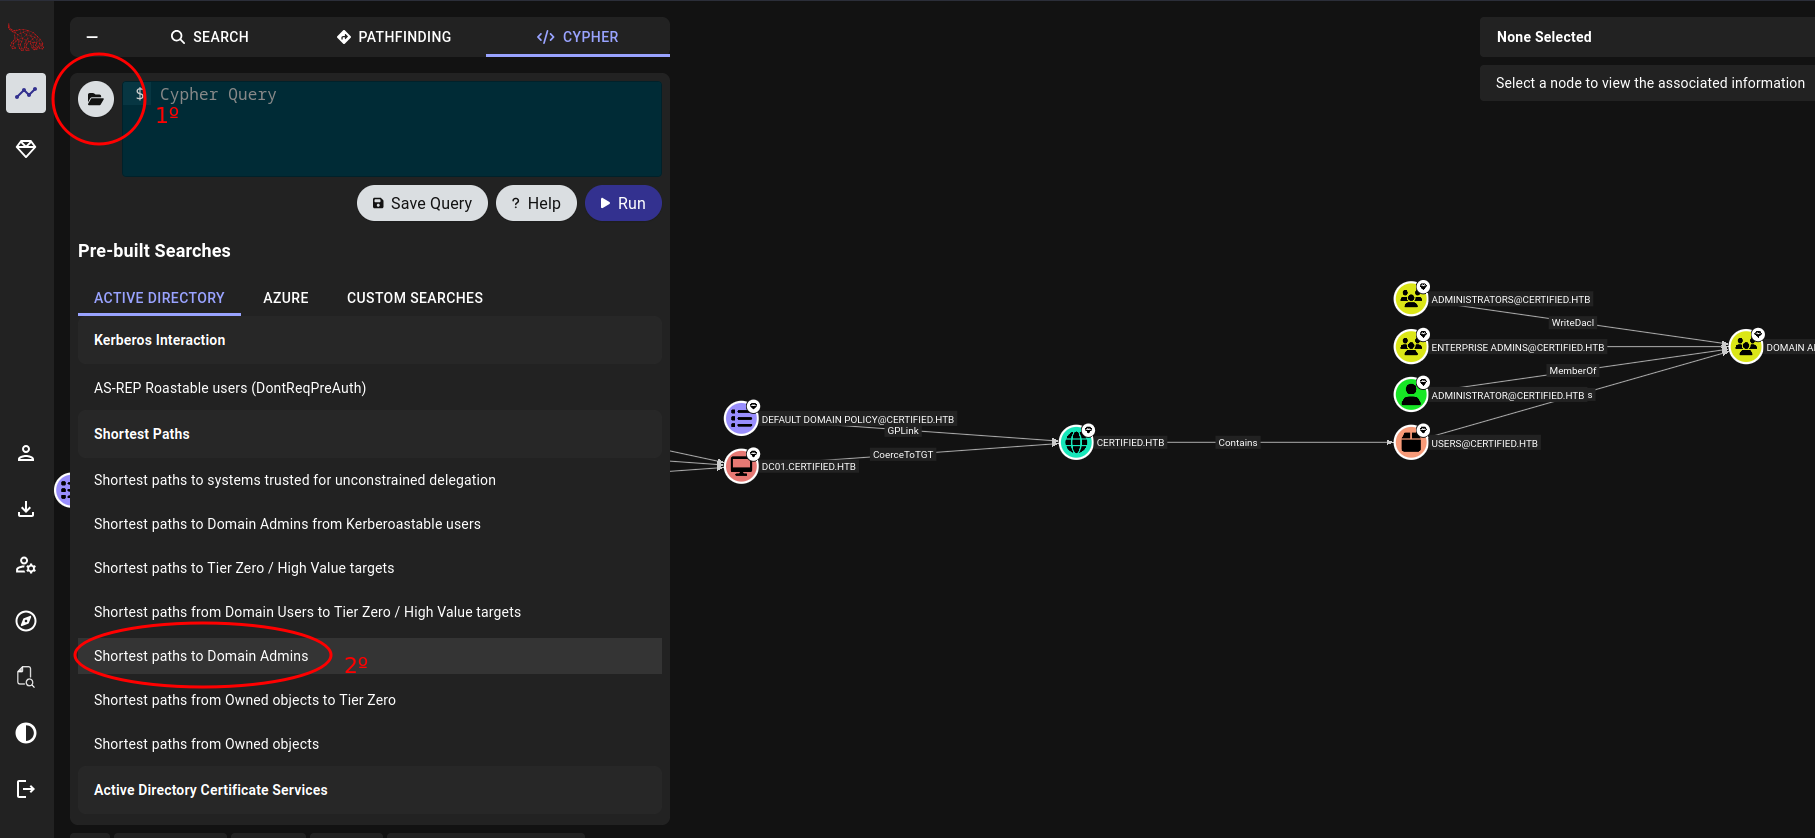 SEARCH
PATHFINDING
</> CYPHER
$ Cypher Query
1º
Save Query
? Help
Run
Pre-built Searches
ACTIVE DIRECTORY
AZURE
CUSTOM SEARCHES
Kerberos Interaction
AS-REP Roastable users (DontReqPreAuth)
Shortest Paths
Shortest paths to systems trusted for unconstrained delegation
Shortest paths to Domain Admins from Kerberoastable users
Shortest paths to Tier Zero / High Value targets
Shortest paths from Domain Users to Tier Zero / High Value targets
Shortest paths to Domain Admins
2º
Shortest paths from Owned objects to Tier Zero
Shortest paths from Owned objects
Active Directory Certificate Services
None Selected
Select a node to view the associated information
DEFAULT DOMAIN POLICY@CERTIFIED.HTB
GPLink
CoerceToTGT
DC01.CERTIFIED.HTB
CERTIFIED.HTB
Contains
ADMINISTRATORS@CERTIFIED.HTB
WriteDacl
ENTERPRISE ADMINS@CERTIFIED.HTB
MemberOf
ADMINISTRATOR@CERTIFIED.HTB s
USERS@CERTIFIED.HTB
DOMAIN